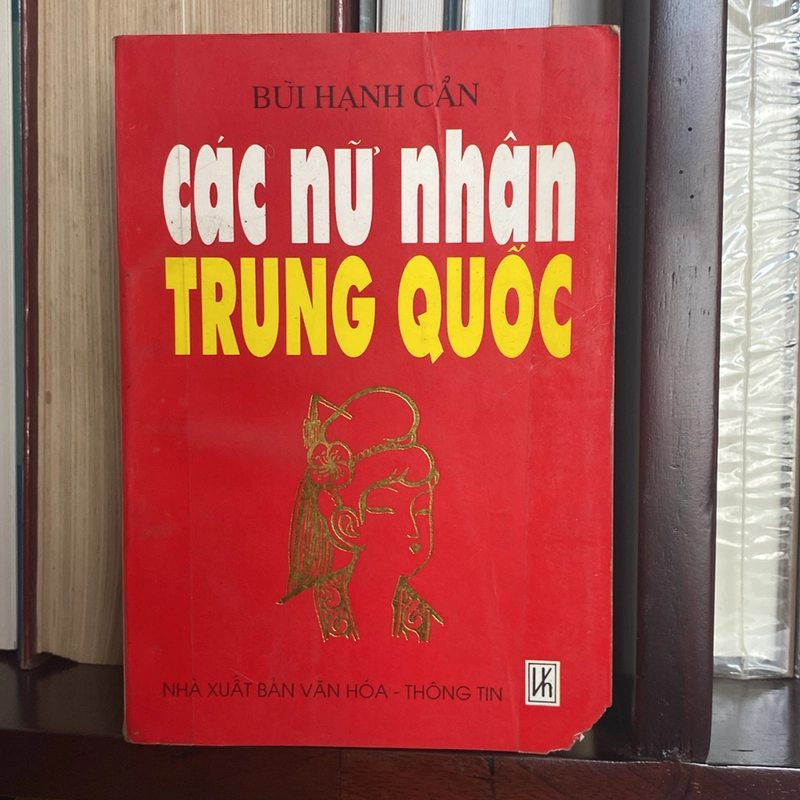 BÙI HẠNH CẨN
các nữ nhân
TRUNG QUỐC
NHÀ XUẤT BẢN VĂN HÓA - THÔNG TIN